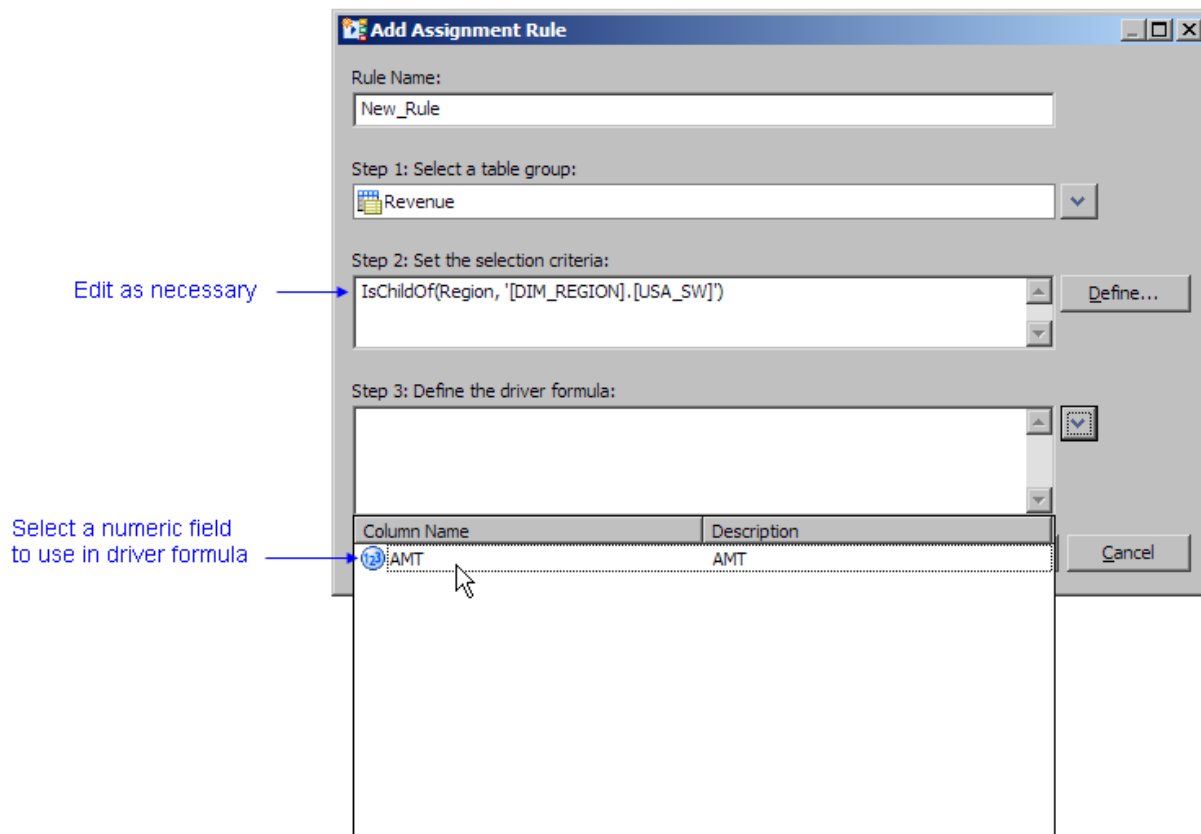 Add Assignment Rule
Rule Name:
New_Rule
Step 1: Select a table group:
Revenue
Step 2: Set the selection criteria:
Edit as necessary
IsChildOf(Region, '[DIM_REGION].[USA_SW]')
Define...
Step 3: Define the driver formula:
Select a numeric field
to use in driver formula
Column Name Description
123 AMT AMT
Cancel